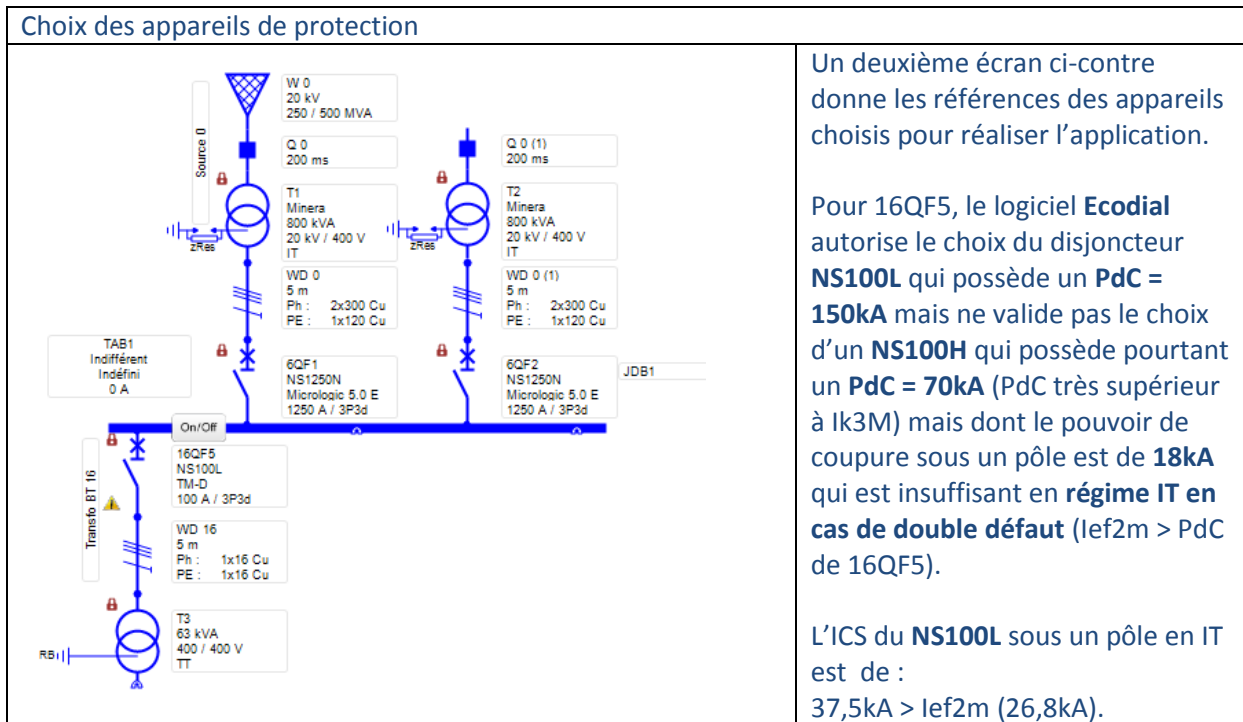 Choix des appareils de protection
W 0
20 kV
250 / 500 MVA
Source 0
Q 0
200 ms
Q 0 (1)
200 ms
T1
Minera
800 kVA
20 kV / 400 V
IT
zRes
T2
Minera
800 kVA
20 kV / 400 V
IT
zRes
WD 0
5 m
Ph : 2x300 Cu
PE : 1x120 Cu
WD 0 (1)
5 m
Ph : 2x300 Cu
PE : 1x120 Cu
TAB1
Indifférent
Indéfini
0 A
6QF1
NS1250N
Micrologic 5.0 E
1250 A / 3P3d
6QF2
NS1250N
Micrologic 5.0 E
1250 A / 3P3d
JDB1
On/Off
Transfo BT 16
16QF5
NS100L
TM-D
100 A / 3P3d
WD 16
5 m
Ph : 1x16 Cu
PE : 1x16 Cu
T3
63 kVA
400 / 400 V
TT
RB
Un deuxième écran ci-contre
donne les références des appareils
choisis pour réaliser l’application.
Pour 16QF5, le logiciel Ecodial
autorise le choix du disjoncteur
NS100L qui possède un PdC =
150kA mais ne valide pas le choix
d’un NS100H qui possède pourtant
un PdC = 70kA (PdC très supérieur
à Ik3M) mais dont le pouvoir de
coupure sous un pôle est de 18kA
qui est insuffisant en régime IT en
cas de double défaut (Ief2m > PdC
de 16QF5).
L’ICS du NS100L sous un pôle en IT
est de :
37,5kA > Ief2m (26,8kA).